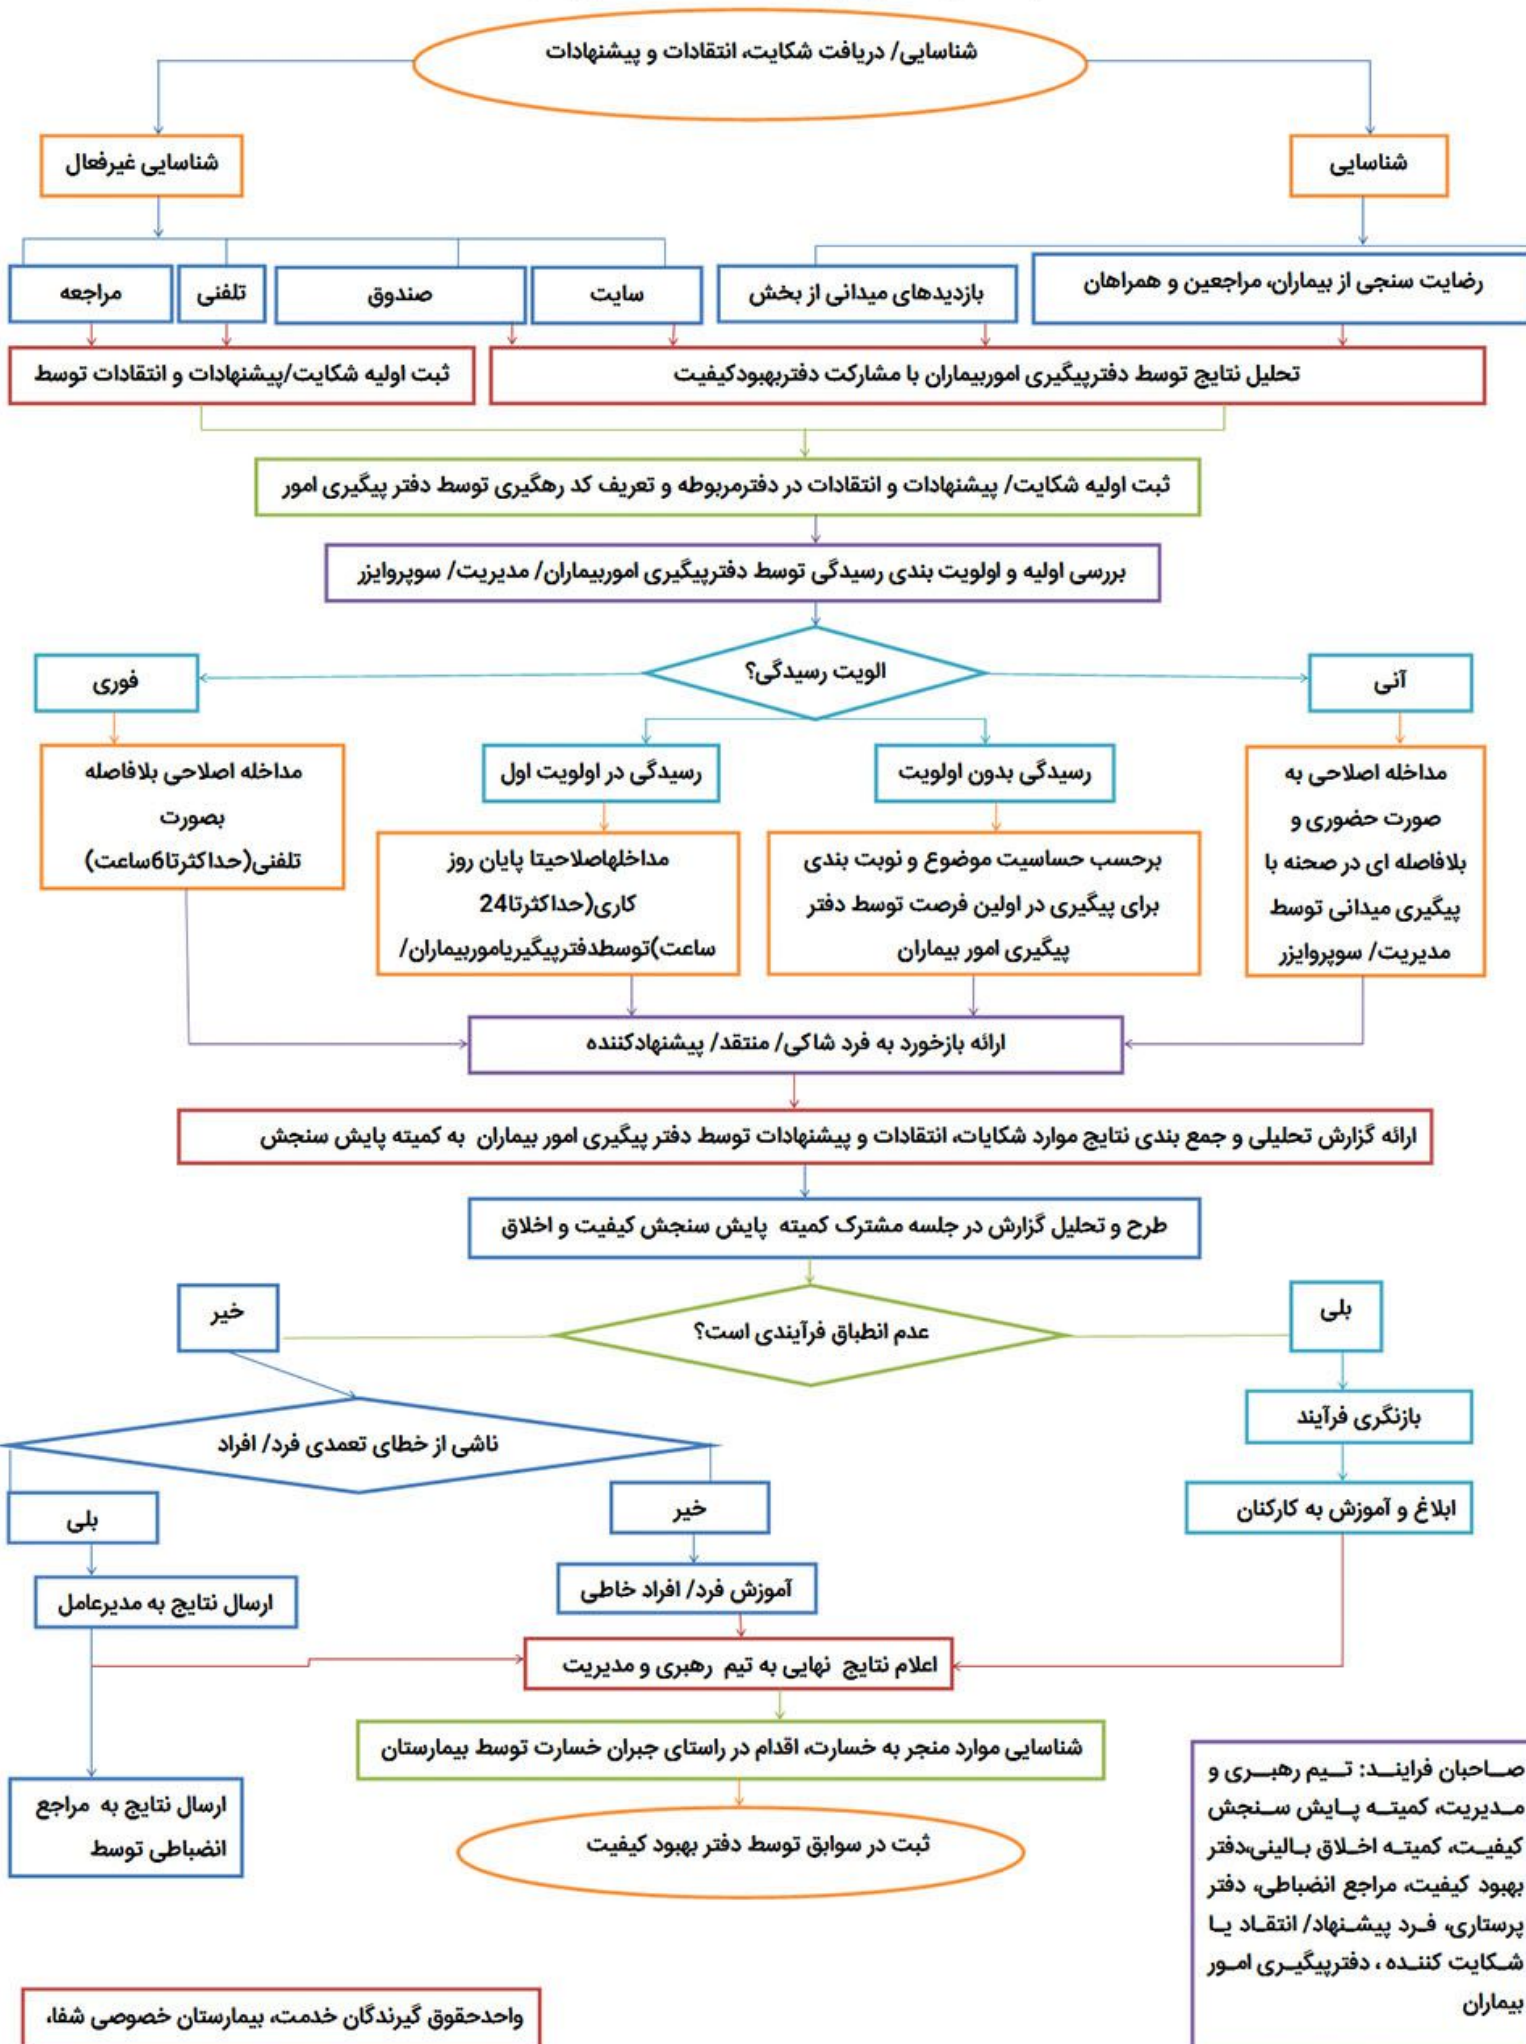 شناسایی/ دریافت شکایت، انتقادات و پیشنهادات
شناسایی
شناسایی غیرفعال
رضایت سنجی از بیماران، مراجعین و همراهان
بازدیدهای میدانی از بخش
سایت
صندوق
تلفنی
مراجعه
تحلیل نتایج توسط دفترپیگیری اموربیماران با مشارکت دفتربهبودکیفیت
ثبت اولیه شکایت/پیشنهادات و انتقادات توسط
ثبت اولیه شکایت/ پیشنهادات و انتقادات در دفترمربوطه و تعریف کد رهگیری توسط دفتر پیگیری امور
بررسی اولیه و اولویت بندی رسیدگی توسط دفترپیگیری اموربیماران/ مدیریت/ سوپروایزر
الویت رسیدگی؟
آنی
فوری
رسیدگی بدون اولویت
رسیدگی در اولویت اول
مداخله اصلاحی به
صورت حضوری و
بلافاصله ای در صحنه با
پیگیری میدانی توسط
مدیریت/ سوپروایزر
برحسب حساسیت موضوع و نوبت بندی
برای پیگیری در اولین فرصت توسط دفتر
پیگیری امور بیماران
مداخلهاصلاحیتا پایان روز
کاری(حداکثرتا24
ساعت)توسطدفترپیگیریاموربیماران/
مداخله اصلاحی بلافاصله
بصورت
تلفنی(حداکثرتا6ساعت)
ارائه بازخورد به فرد شاکی/ منتقد/ پیشنهادکننده
ارائه گزارش تحلیلی و جمع بندی نتایج موارد شکایات، انتقادات و پیشنهادات توسط دفتر پیگیری امور بیماران به کمیته پایش سنجش
طرح و تحلیل گزارش در جلسه مشترک کمیته پایش سنجش کیفیت و اخلاق
عدم انطباق فرآیندی است؟
بلی
خیر
بازنگری فرآیند
ابلاغ و آموزش به کارکنان
ناشی از خطای تعمدی فرد/ افراد
خیر
بلی
آموزش فرد/ افراد خاطی
ارسال نتایج به مدیرعامل
اعلام نتایج نهایی به تیم رهبری و مدیریت
شناسایی موارد منجر به خسارت، اقدام در راستای جبران خسارت توسط بیمارستان
ارسال نتایج به مراجع
انضباطی توسط
ثبت در سوابق توسط دفتر بهبود کیفیت
صاحبان فرایند: تیم رهبری و
مدیریت، کمیته پایش سنجش
کیفیت، کمیته اخلاق بالینی،دفتر
بهبود کیفیت، مراجع انضباطی، دفتر
پرستاری، فرد پیشنهاد/ انتقاد یا
شکایت کننده ، دفترپیگیری امور
بیماران
واحدحقوق گیرندگان خدمت، بیمارستان خصوصی شفا،